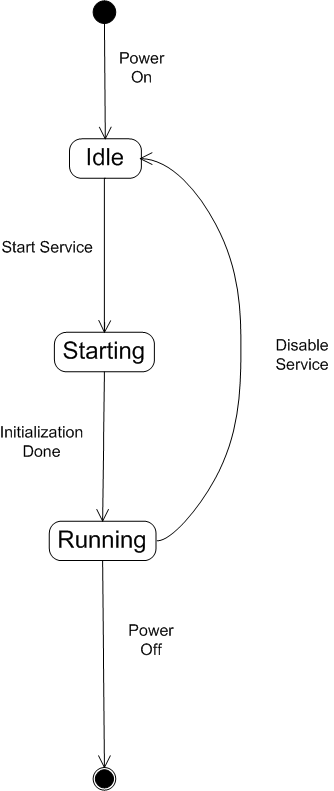 Power
On
Idle
Start Service
Starting
Disable
Service
Initialization
Done
Running
Power
Off